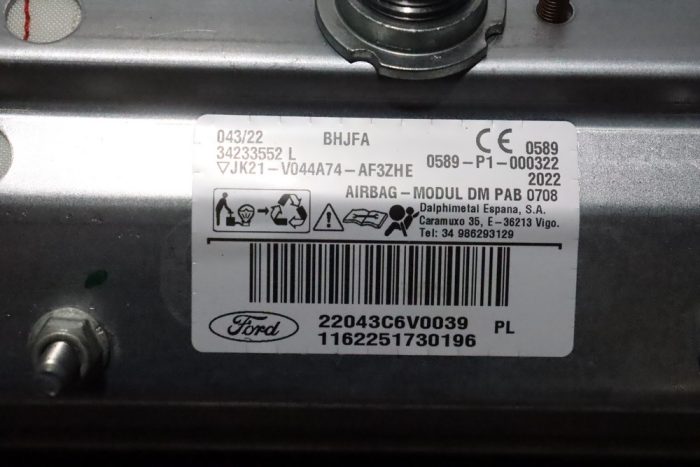 043/22 BHJFA CE 0589
34233552 L 0589-P1-000322
▽JK21-V044A74-AF3ZHE 2022
AIRBAG-MODUL DM PAB 0708
Dalphimetal Espana, S.A.
Caramuxo 35, E-36213 Vigo.
Tel: 34 986293129
Ford 22043C6V0039 PL
1162251730196